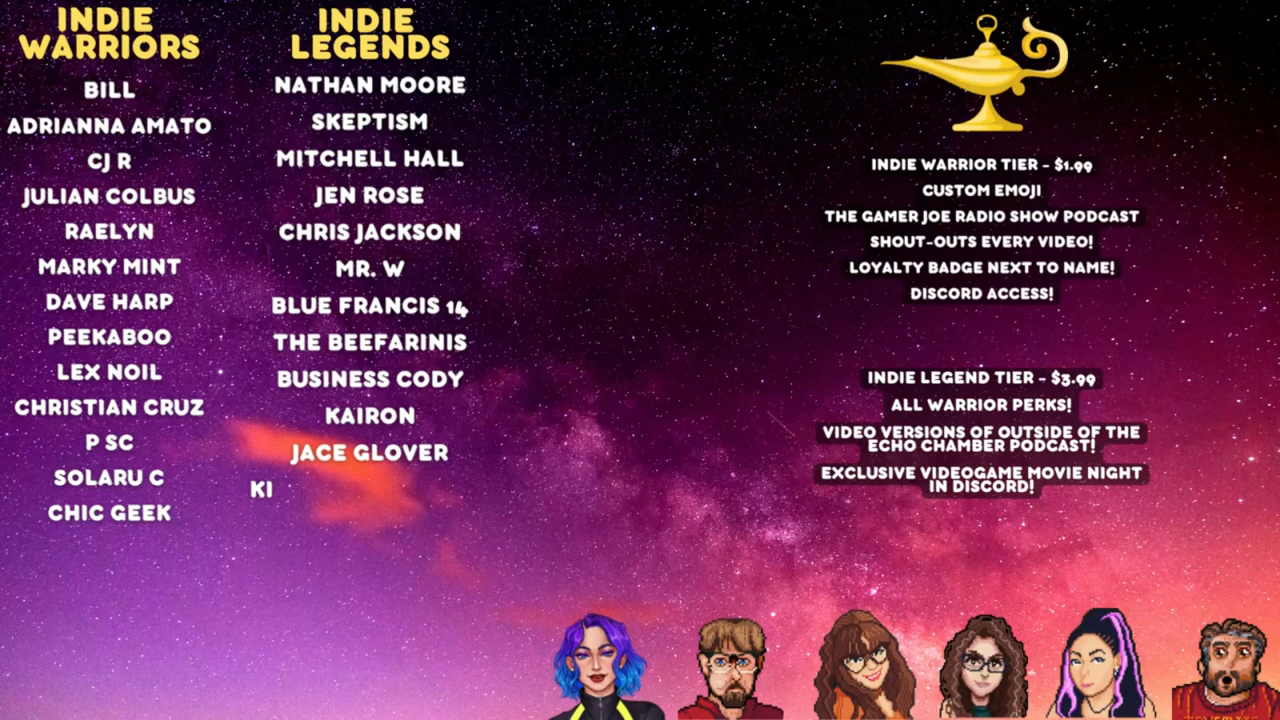 INDIE
WARRIORS
BILL
ADRIANNA AMATO
CJ R
JULIAN COLBUS
RAELYN
MARKY MINT
DAVE HARP
PEEKABOO
LEX NOIL
CHRISTIAN CRUZ
P SC
SOLARU C
CHIC GEEK
INDIE
LEGENDS
NATHAN MOORE
SKEPTISM
MITCHELL HALL
JEN ROSE
CHRIS JACKSON
MR. W
BLUE FRANCIS 14
THE BEEFARINIS
BUSINESS CODY
KAIRON
JACE GLOVER
KI
INDIE WARRIOR TIER - $1.99
CUSTOM EMOJI
THE GAMER JOE RADIO SHOW PODCAST
SHOUT-OUTS EVERY VIDEO!
LOYALTY BADGE NEXT TO NAME!
DISCORD ACCESS!
INDIE LEGEND TIER - $3.99
ALL WARRIOR PERKS!
VIDEO VERSIONS OF OUTSIDE OF THE
ECHO CHAMBER PODCAST!
EXCLUSIVE VIDEOGAME MOVIE NIGHT
IN DISCORD!